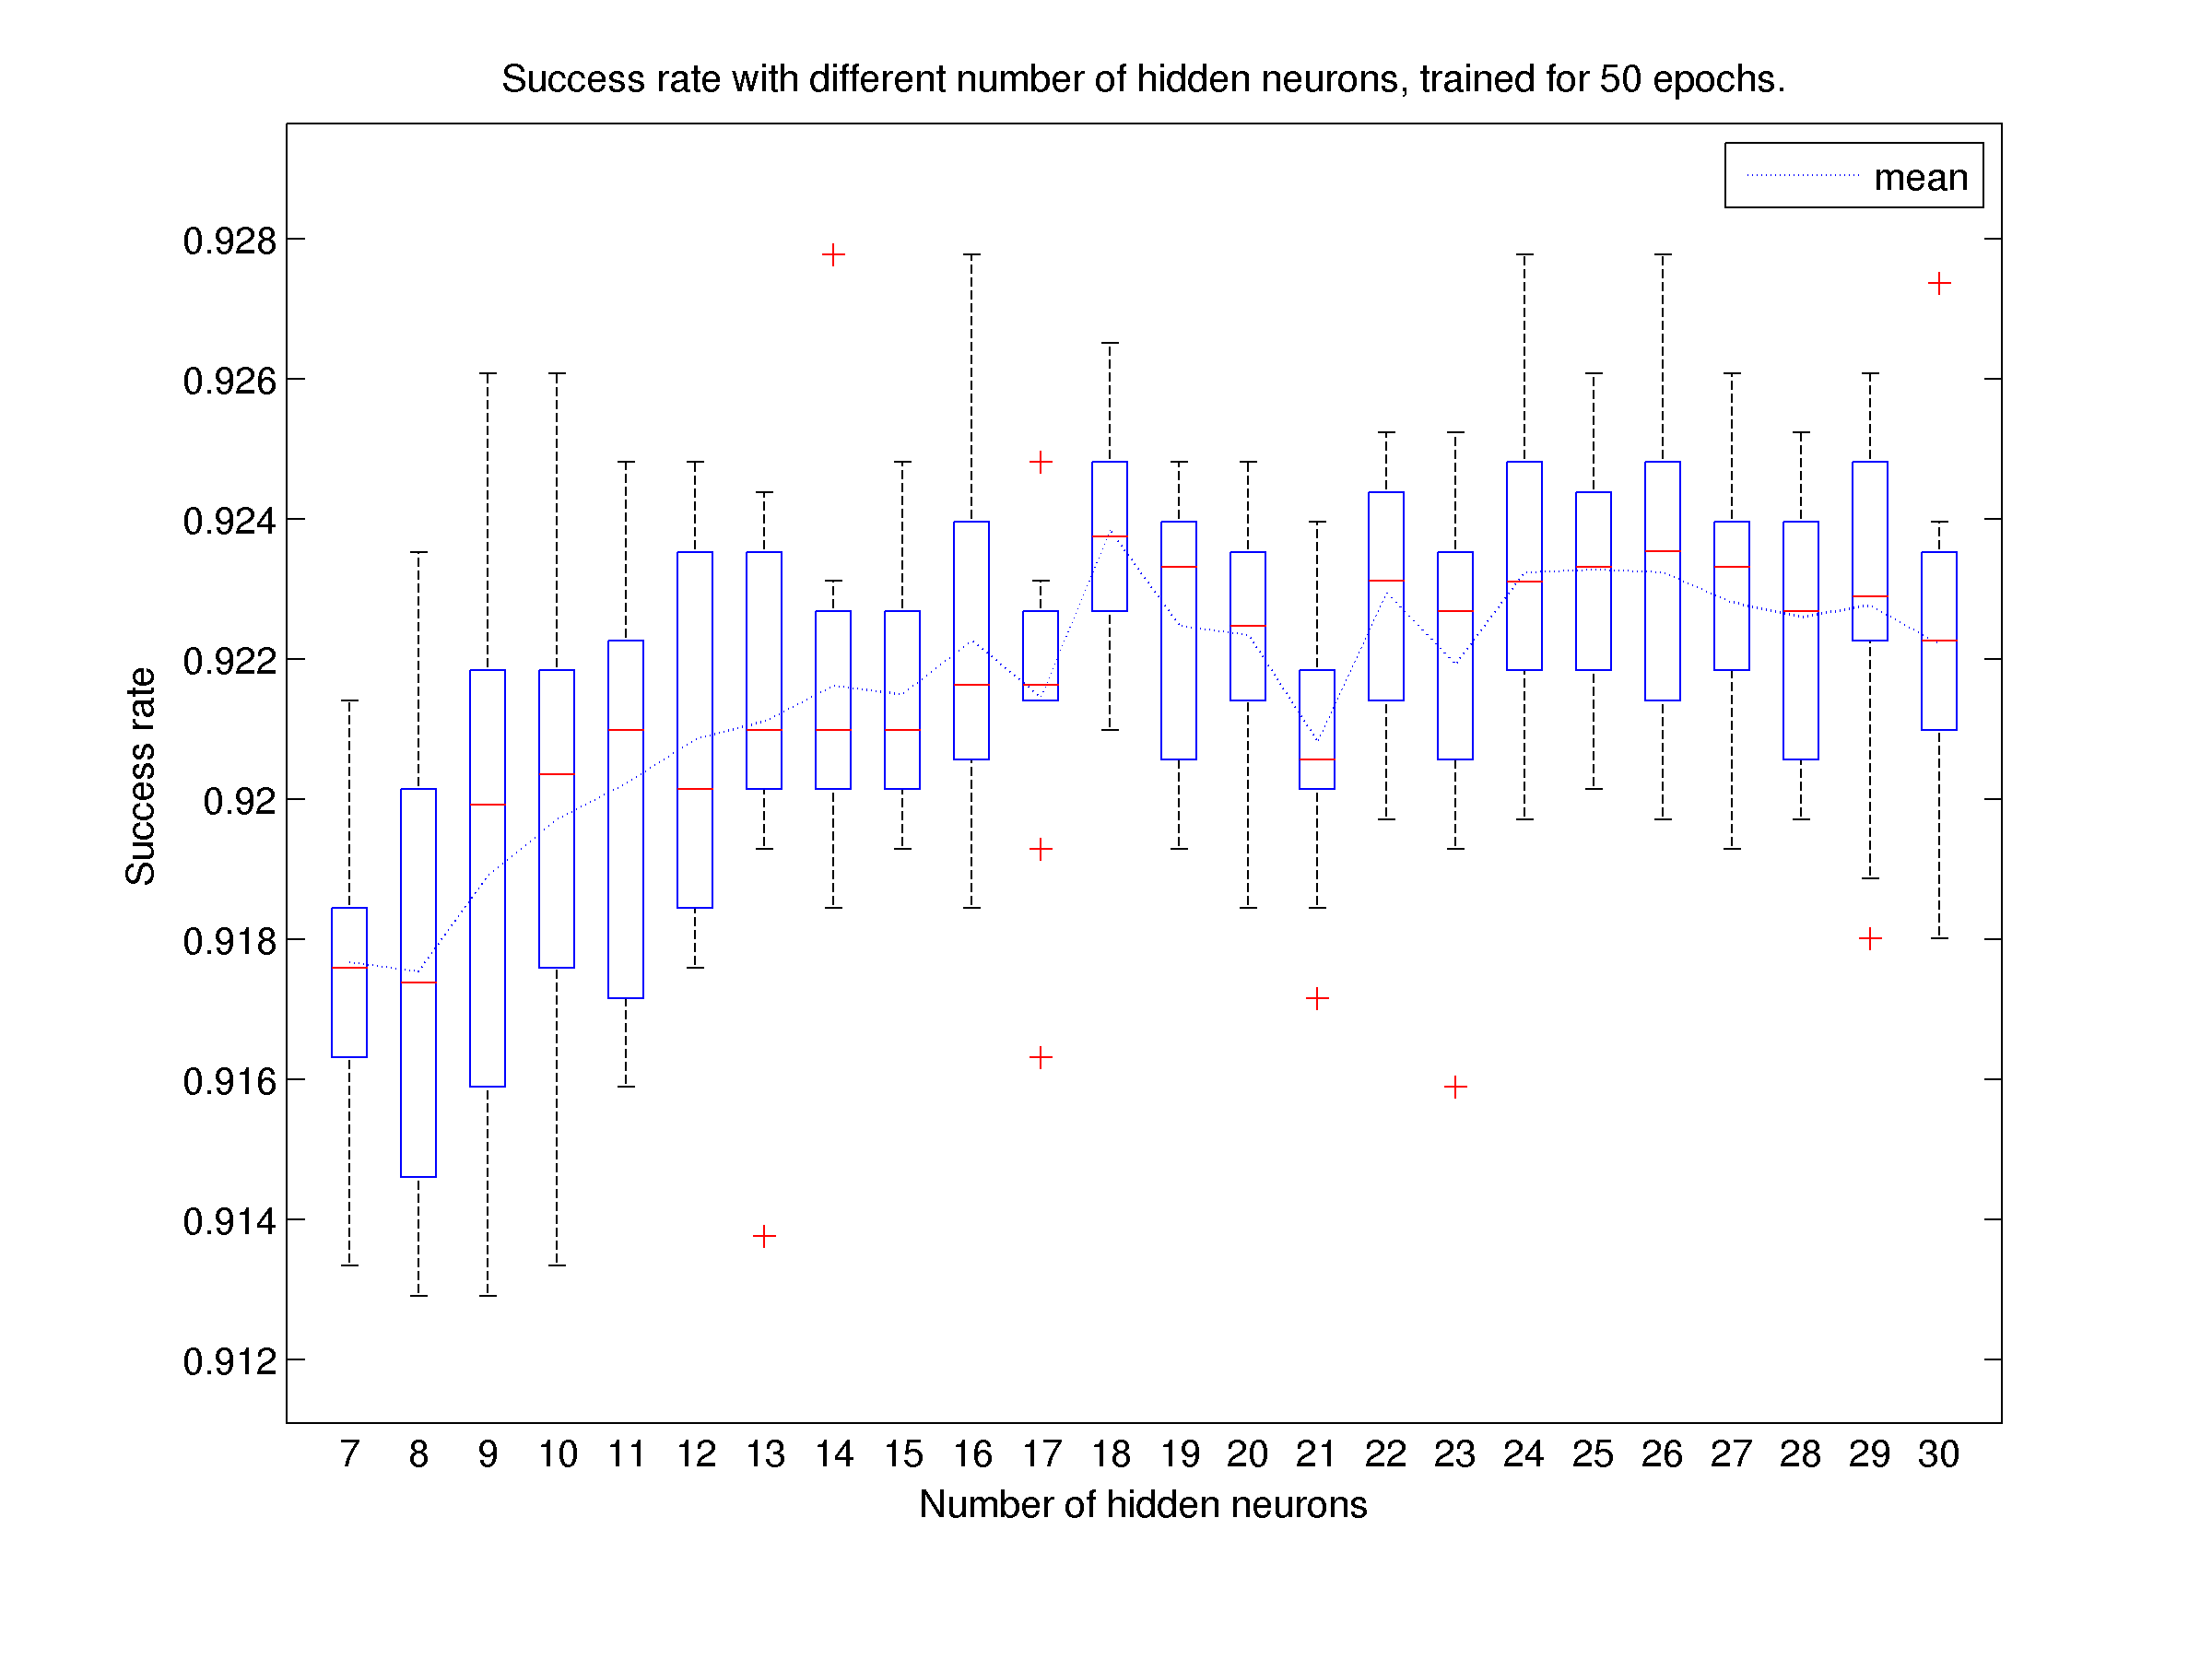 Success rate with different number of hidden neurons, trained for 50 epochs.
mean
0.928
0.926
0.924
0.922
0.92
0.918
0.916
0.914
0.912
Success rate
7 8 9 10 11 12 13 14 15 16 17 18 19 20 21 22 23 24 25 26 27 28 29 30
Number of hidden neurons